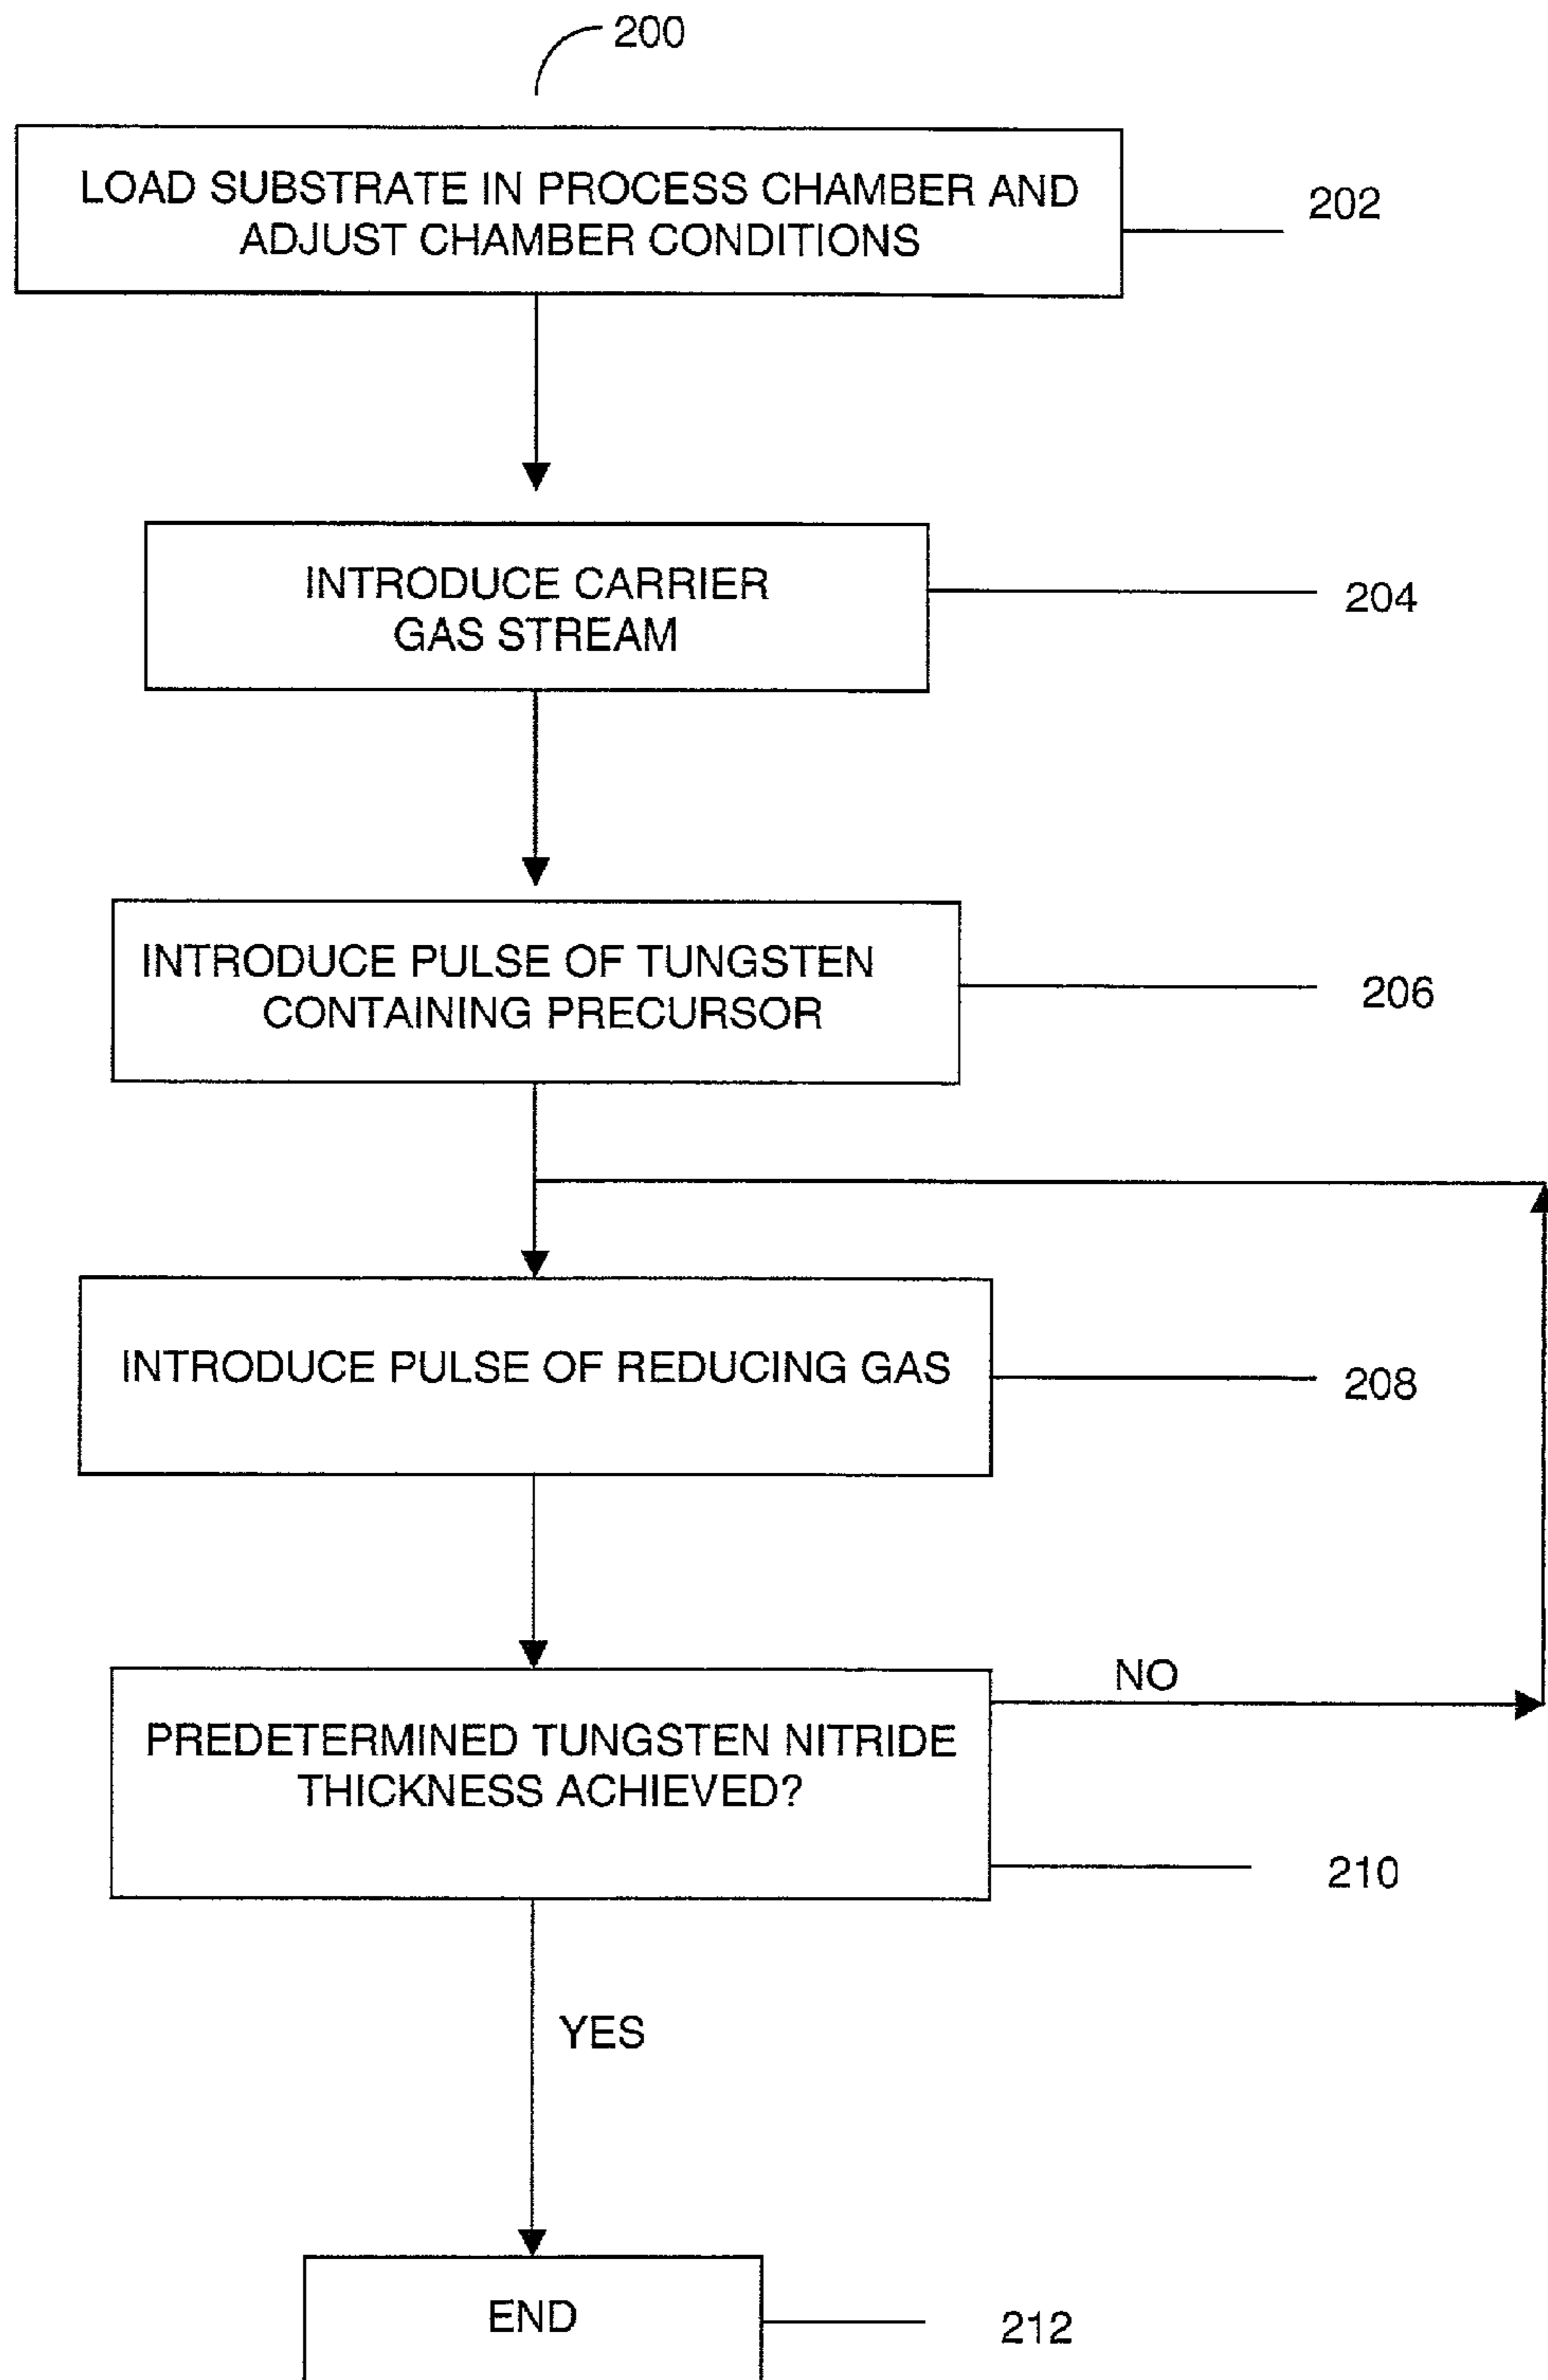 200
LOAD SUBSTRATE IN PROCESS CHAMBER AND
ADJUST CHAMBER CONDITIONS
202
INTRODUCE CARRIER
GAS STREAM
204
INTRODUCE PULSE OF TUNGSTEN
CONTAINING PRECURSOR
206
INTRODUCE PULSE OF REDUCING GAS
208
NO
PREDETERMINED TUNGSTEN NITRIDE
THICKNESS ACHIEVED?
210
YES
END
212